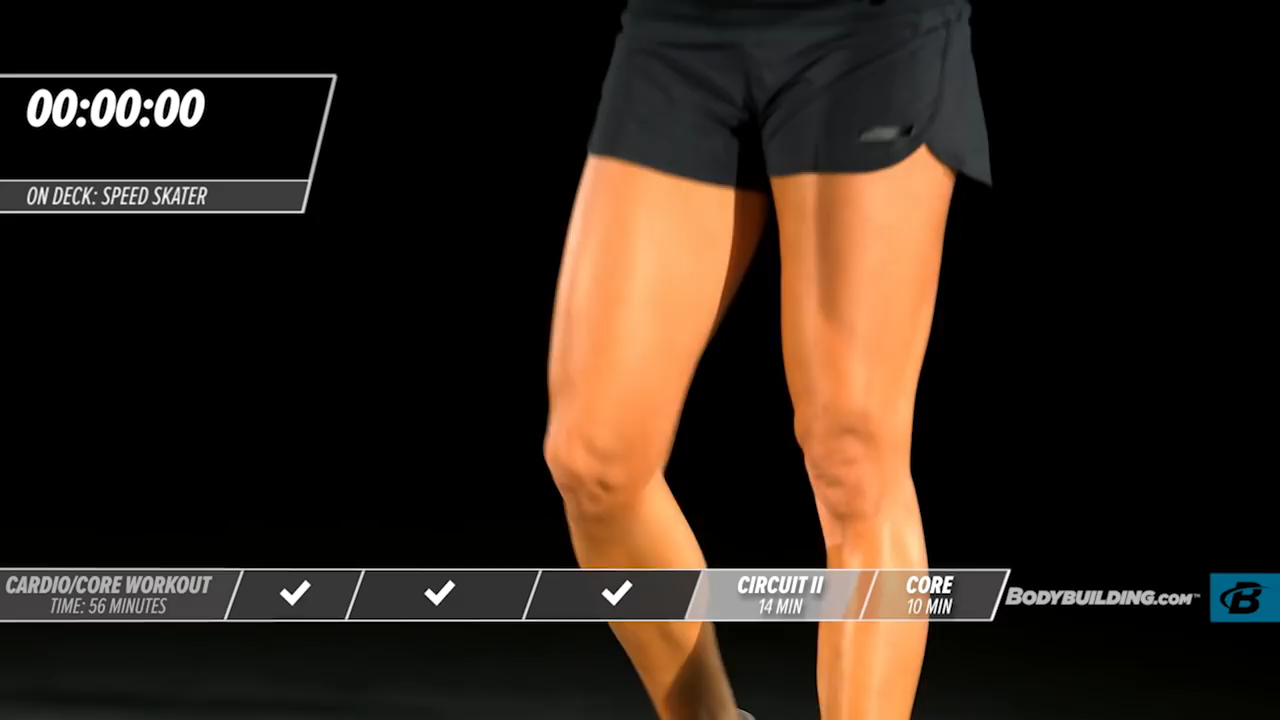 00:00:00
ON DECK: SPEED SKATER
CARDIO/CORE WORKOUT
TIME: 56 MINUTES
CIRCUIT II
14 MIN
CORE
10 MIN
BODYBUILDING.COM™
B